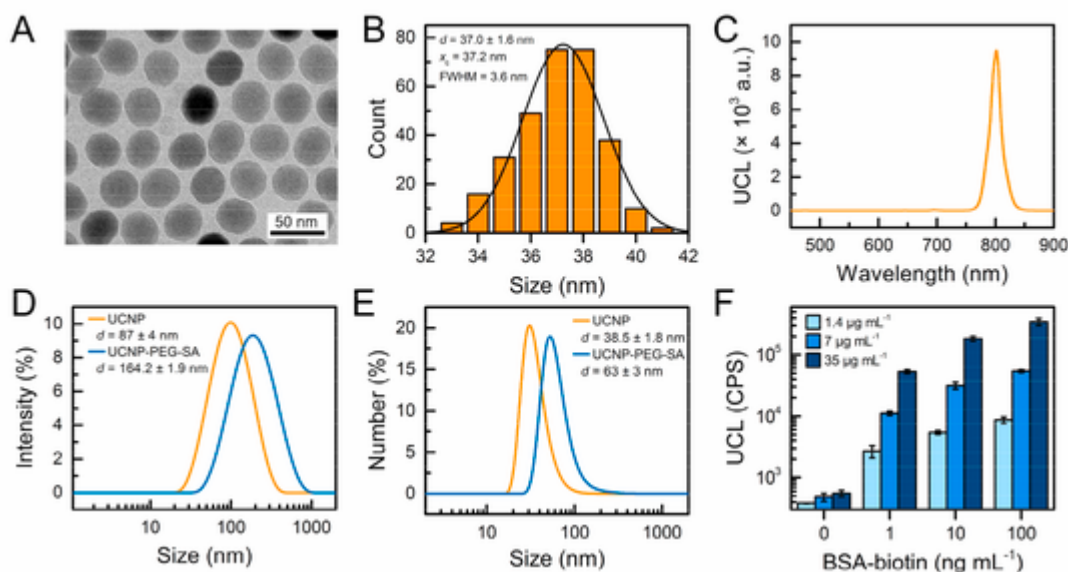 A
50 nm
B
d = 37.0 ± 1.6 nm
xc = 37.2 nm
FWHM = 3.6 nm
80
60
40
20
0
Count
32 34 36 38 40 42
Size (nm)
C
10
8
6
4
2
0
UCL (× 10³ a.u.)
500 600 700 800 900
Wavelength (nm)
D
UCNP
d = 87 ± 4 nm
UCNP-PEG-SA
d = 164.2 ± 1.9 nm
10
8
6
4
2
0
Intensity (%)
10 100 1000
Size (nm)
E
UCNP
d = 38.5 ± 1.8 nm
UCNP-PEG-SA
d = 63 ± 3 nm
20
15
10
5
0
Number (%)
10 100 1000
Size (nm)
F
1.4 µg mL⁻¹
7 µg mL⁻¹
35 µg mL⁻¹
10⁵
10⁴
10³
UCL (CPS)
0 1 10 100
BSA-biotin (ng mL⁻¹)